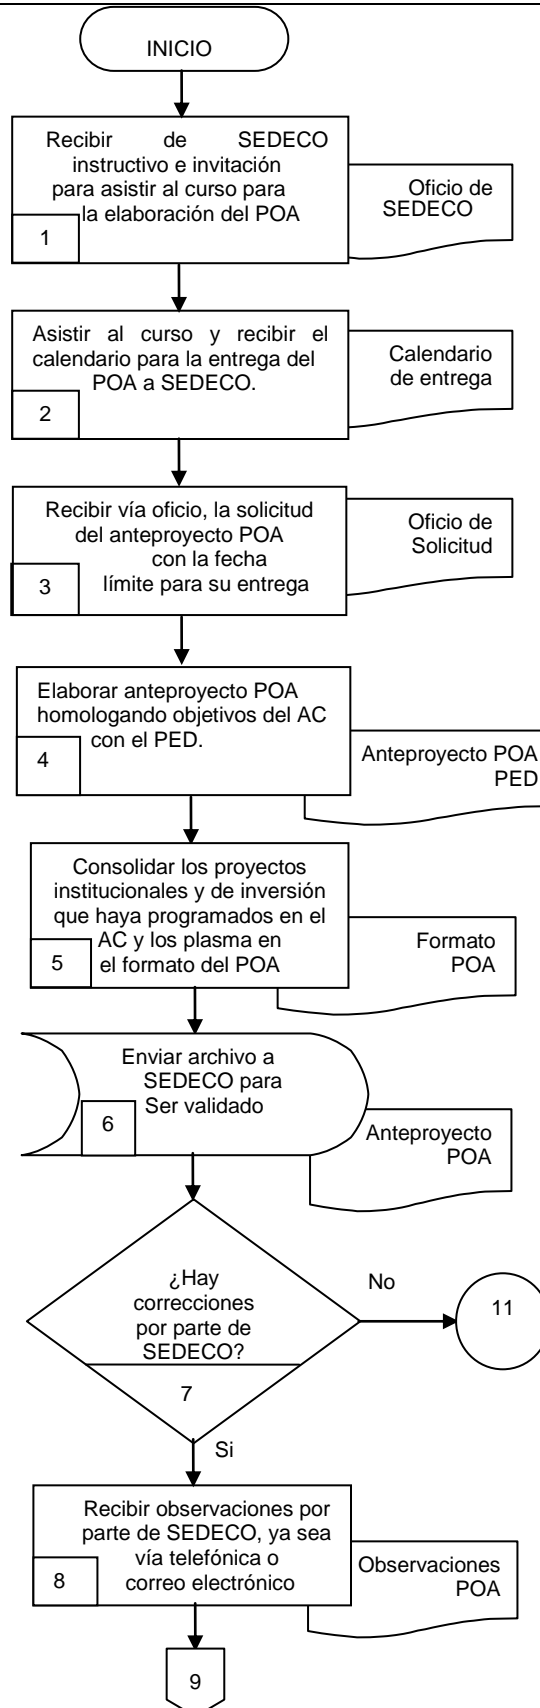 INICIO
Recibir de SEDECO
instructivo e invitación
para asistir al curso para
la elaboración del POA
1
Oficio de
SEDECO
Asistir al curso y recibir el
calendario para la entrega del
POA a SEDECO.
2
Calendario
de entrega
Recibir vía oficio, la solicitud
del anteproyecto POA
con la fecha
límite para su entrega
3
Oficio de
Solicitud
Elaborar anteproyecto POA
homologando objetivos del AC
con el PED.
4
Anteproyecto POA
PED
Consolidar los proyectos
institucionales y de inversión
que haya programados en el
AC y los plasma en
el formato del POA
5
Formato
POA
Enviar archivo a
SEDECO para
Ser validado
6
Anteproyecto
POA
¿Hay
correcciones
por parte de
SEDECO?
7
No
11
Si
Recibir observaciones por
parte de SEDECO, ya sea
vía telefónica o
correo electrónico
8
Observaciones
POA
9